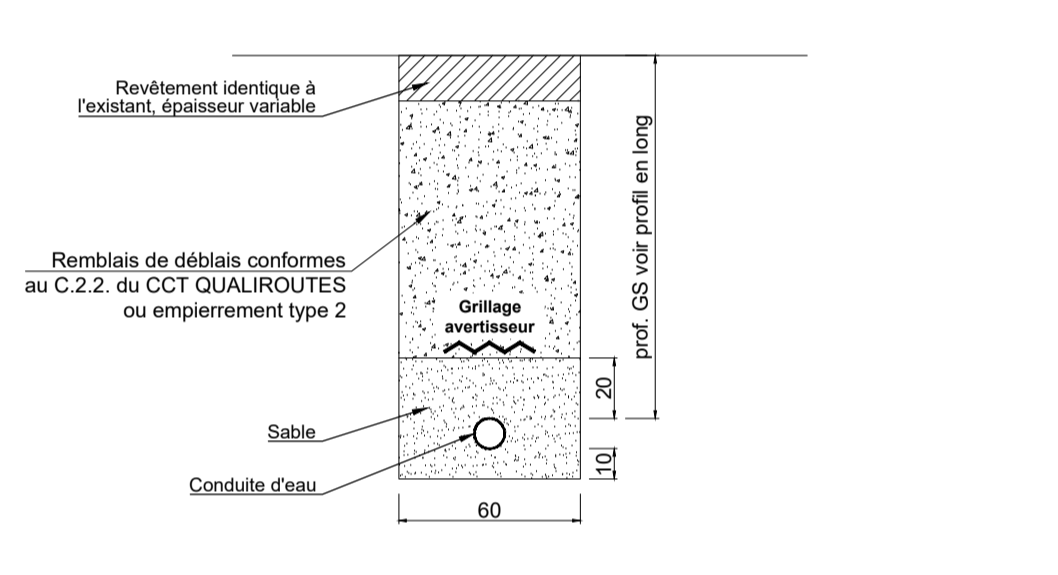 Revêtement identique à
l'existant, épaisseur variable
Remblais de déblais conformes
au C.2.2. du CCT QUALIROUTES
ou empierrement type 2
Grillage
avertisseur
prof. GS voir profil en long
20
Sable
10
Conduite d'eau
60